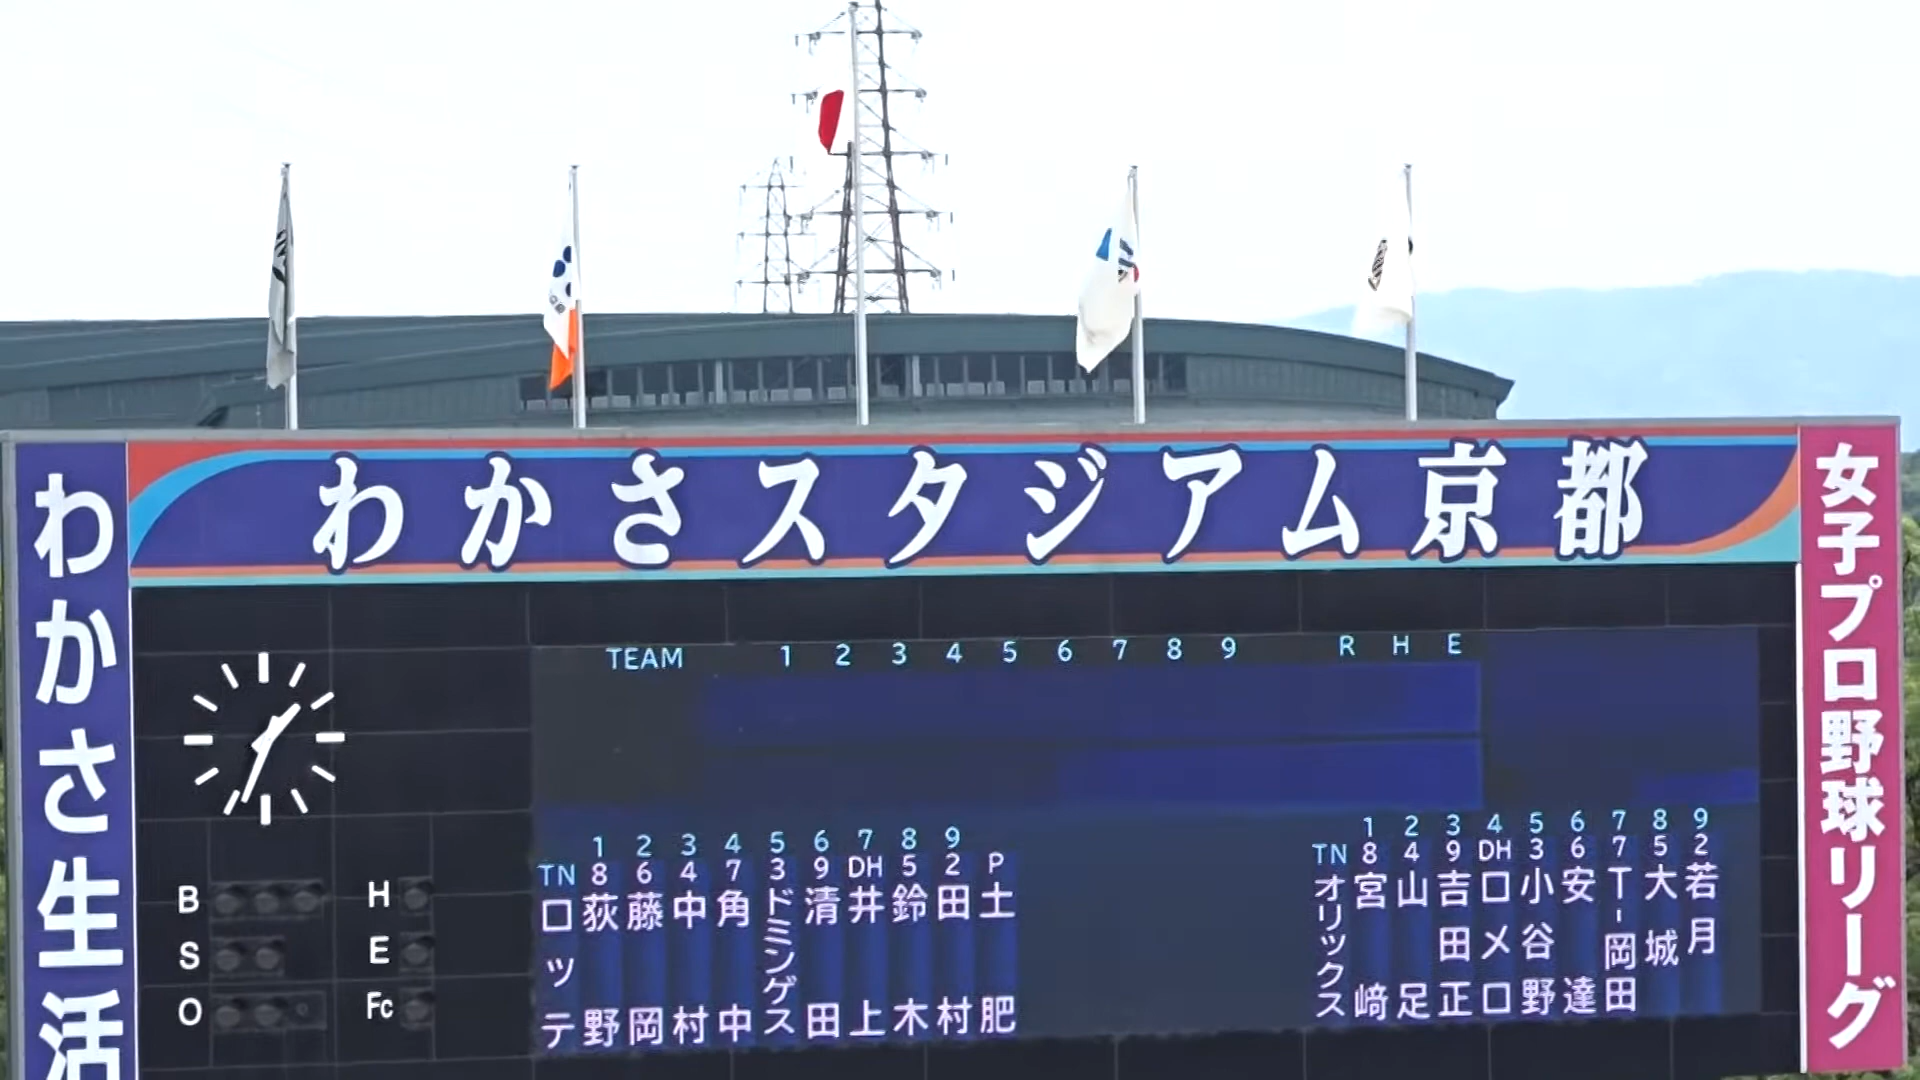 わかさスタジアム京都
わかさ生活
女子プロ野球リーグ
TEAM 1 2 3 4 5 6 7 8 9 R H E
B H
S E
O Fc
1 2 3 4 5 6 7 8 9
TN 8 6 4 7 3 9 DH 5 2 P
ロッテ 荻野 藤岡 中村 角中 ドミンゲス 清田 井上 鈴木 田村 土肥
1 2 3 4 5 6 7 8 9
TN 8 4 9 DH 3 6 7 5 2
オリックス 宮﨑 山足 吉田正 ロメロ 小谷野 安達 T-岡田 大城 若月